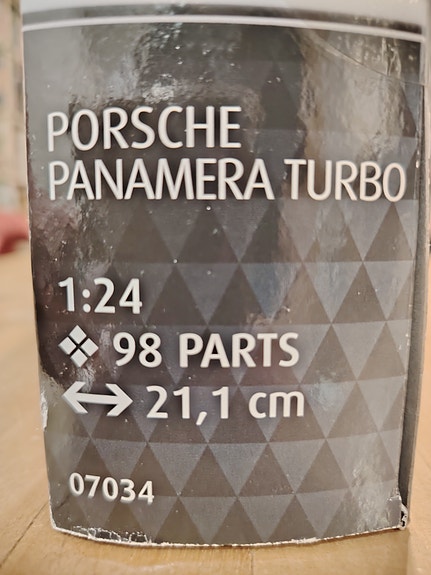 PORSCHE
PANAMERA TURBO
1:24
98 PARTS
21,1 cm
07034